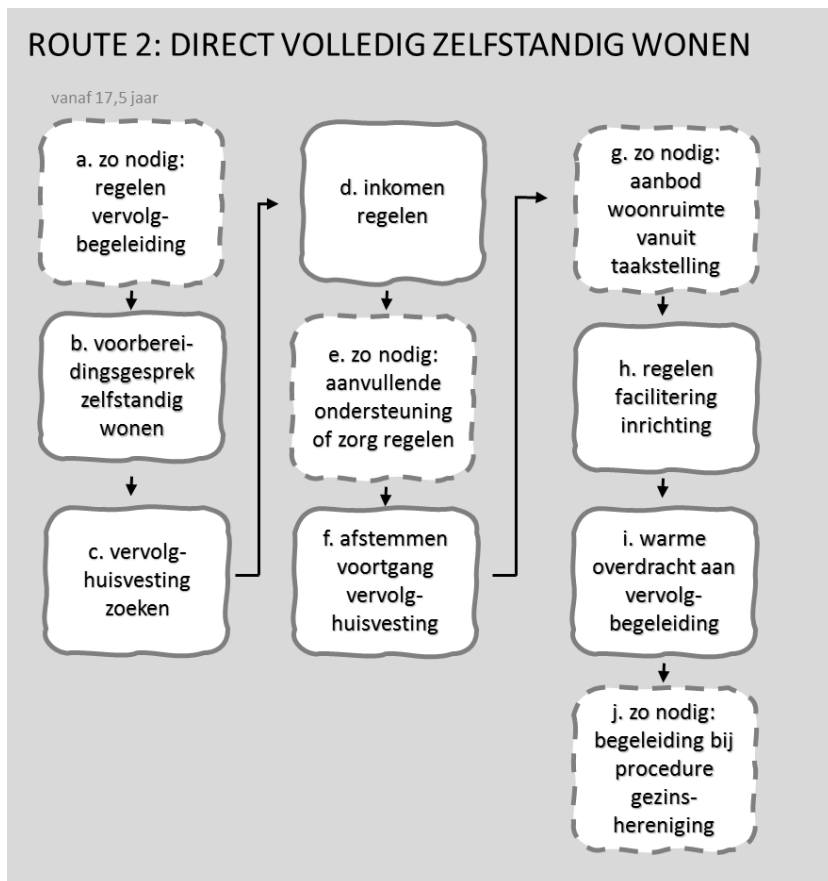 ROUTE 2: DIRECT VOLLEDIG ZELFSTANDIG WONEN
vanaf 17,5 jaar
a. zo nodig:
regelen
vervolg-
begeleiding
b. voorberei-
dingsgesprek
zelfstandig
wonen
c. vervolg-
huisvesting
zoeken
d. inkomen
regelen
e. zo nodig:
aanvullende
ondersteuning
of zorg regelen
f. afstemmen
voortgang
vervolg-
huisvesting
g. zo nodig:
aanbod
woonruimte
vanuit
taakstelling
h. regelen
facilitering
inrichting
i. warme
overdracht aan
vervolg-
begeleiding
j. zo nodig:
begeleiding bij
procedure
gezins-
hereniging